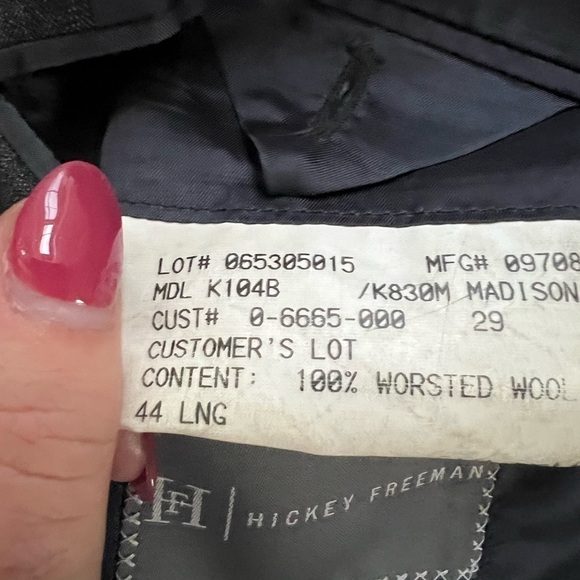 LOT# 065305015 MFG# 09708
MDL K104B /K830M MADISON
CUST# 0-6665-000 29
CUSTOMER'S LOT
CONTENT: 100% WORSTED WOOL
44 LNG
HF | HICKEY FREEMAN